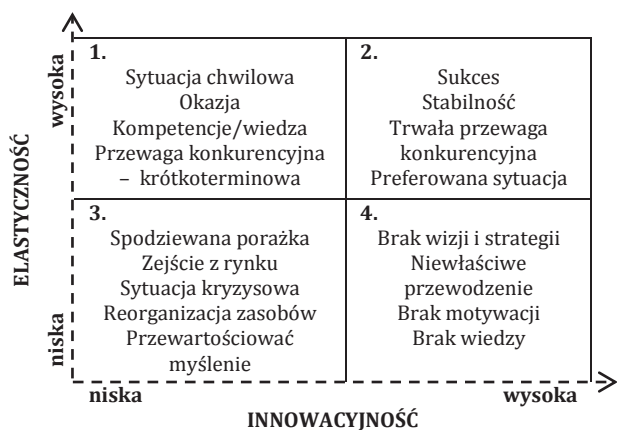 ELASTYCZNOŚĆ
wysoka
niska
1.
Sytuacja chwilowa
Okazja
Kompetencje/wiedza
Przewaga konkurencyjna
– krótkoterminowa
2.
Sukces
Stabilność
Trwała przewaga
konkurencyjna
Preferowana sytuacja
3.
Spodziewana porażka
Zejście z rynku
Sytuacja kryzysowa
Reorganizacja zasobów
Przewartościować
myślenie
4.
Brak wizji i strategii
Niewłaściwe
przewodzenie
Brak motywacji
Brak wiedzy
niska
wysoka
INNOWACYJNOŚĆ